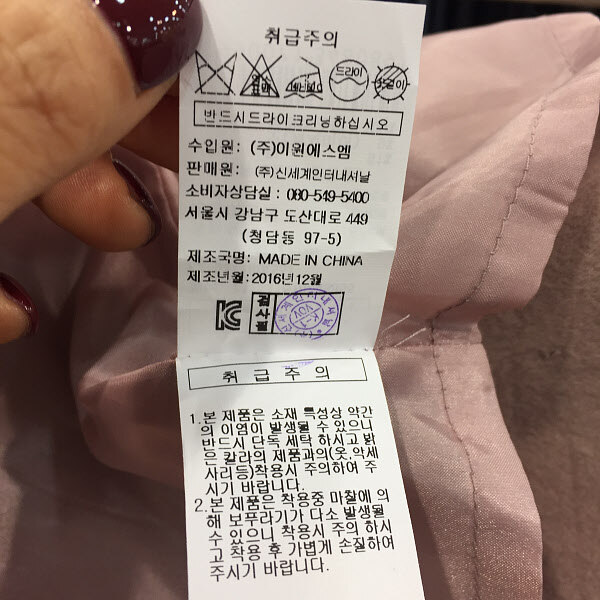 취급주의
염소
표백
드라이
옷걸이
반드시드라이크리닝하십시오
수입원: (주)이원에스엠
판매원: (주)신세계인터내셔날
소비자상담실: 080-549-5400
서울시 강남구 도산대로 449
(청담동 97-5)
제조국명: MADE IN CHINA
제조년월: 2016년12월
검사필
취급주의
1.본 제품은 소재 특성상 약간
의 이염이 발생될 수 있으니
반드시 단독 세탁 하시고 밝
은 칼라의 제품과의(옷,악세
사리등)착용시 주의하여 주
시기 바랍니다.
2.본 제품은 착용중 마찰에 의
해 보푸라기가 다소 발생될
수 있으니 착용시 주의 하시
고 착용 후 가볍게 손질하여
주시기 바랍니다.